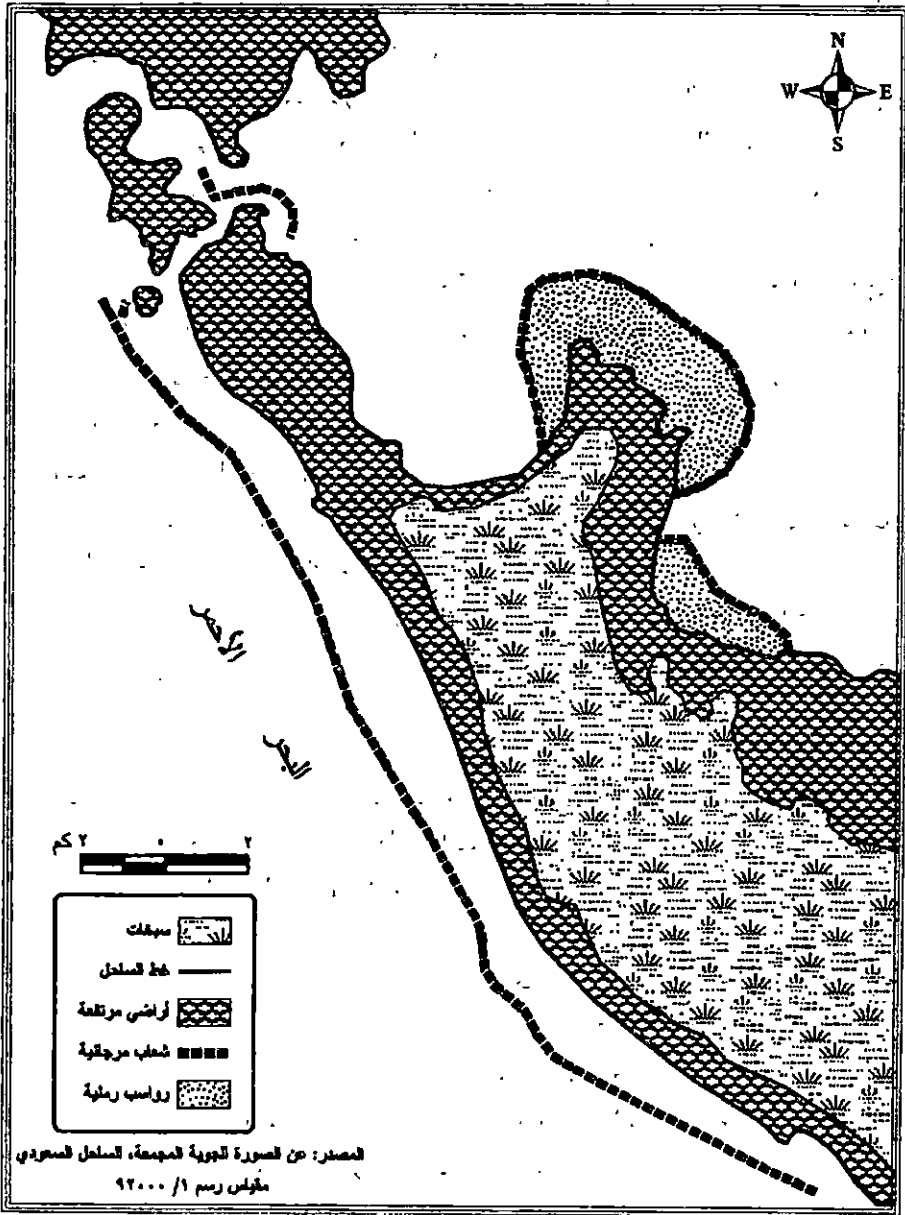 N
W E
S
الأحمر
البحر
٢ ٠ ٢ كم
سبخات
خط الساحل
أراضي مرتفعة
شعاب مرجانية
رواسب رملية
المصدر: عن الصورة الجوية المجمعة، الساحل السعودي
مقياس رسم ١/ ٩٢٠٠٠